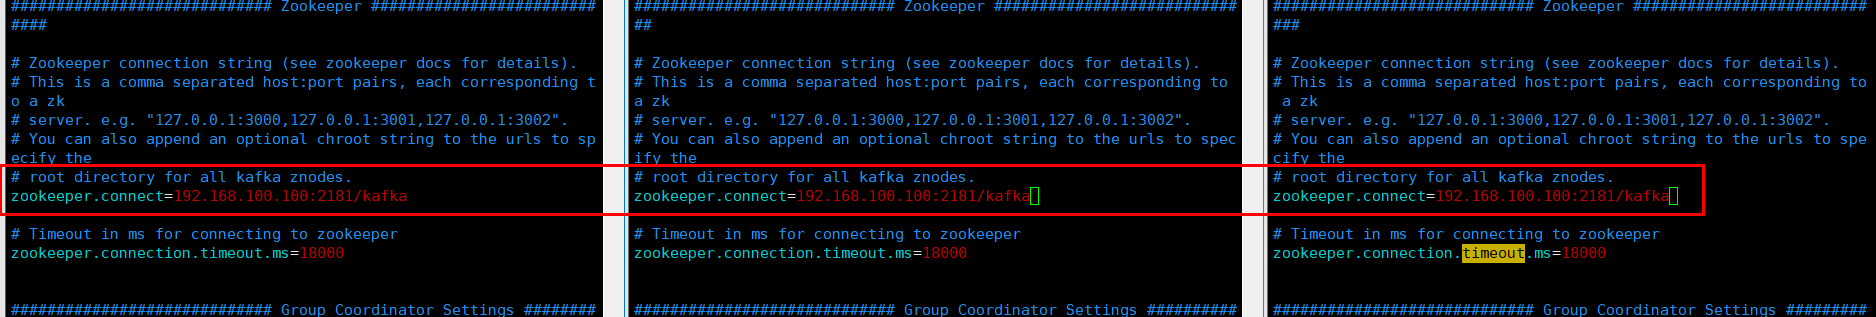 ############################# Zookeeper #########################
####
# Zookeeper connection string (see zookeeper docs for details).
# This is a comma separated host:port pairs, each corresponding t
o a zk
# server. e.g. "127.0.0.1:3000,127.0.0.1:3001,127.0.0.1:3002".
# You can also append an optional chroot string to the urls to sp
ecify the
# root directory for all kafka znodes.
zookeeper.connect=192.168.100.100:2181/kafka
# Timeout in ms for connecting to zookeeper
zookeeper.connection.timeout.ms=18000
############################# Group Coordinator Settings ########
############################# Zookeeper ###########################
##
# Zookeeper connection string (see zookeeper docs for details).
# This is a comma separated host:port pairs, each corresponding to
a zk
# server. e.g. "127.0.0.1:3000,127.0.0.1:3001,127.0.0.1:3002".
# You can also append an optional chroot string to the urls to spec
ify the
# root directory for all kafka znodes.
zookeeper.connect=192.168.100.100:2181/kafka
# Timeout in ms for connecting to zookeeper
zookeeper.connection.timeout.ms=18000
############################# Group Coordinator Settings ##########
############################# Zookeeper ##########################
###
# Zookeeper connection string (see zookeeper docs for details).
# This is a comma separated host:port pairs, each corresponding to
 a zk
# server. e.g. "127.0.0.1:3000,127.0.0.1:3001,127.0.0.1:3002".
# You can also append an optional chroot string to the urls to spe
cify the
# root directory for all kafka znodes.
zookeeper.connect=192.168.100.100:2181/kafka
# Timeout in ms for connecting to zookeeper
zookeeper.connection.timeout.ms=18000
############################# Group Coordinator Settings #########